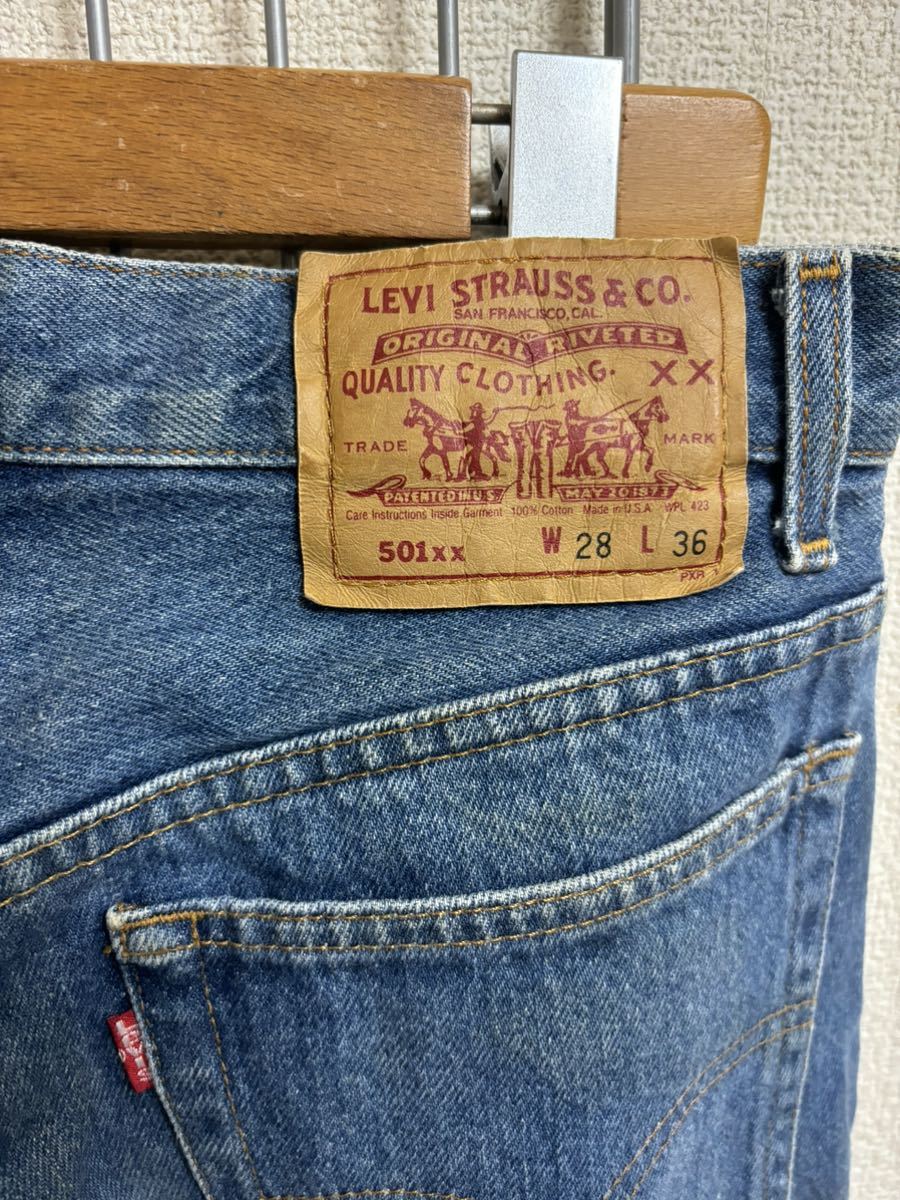 LEVI STRAUSS & CO.
SAN FRANCISCO, CAL.
ORIGINAL RIVETED
QUALITY CLOTHING. XX
TRADE MARK
PATENTED IN U.S. MAY 20 1873
Care Instructions Inside Garment 100% Cotton Made in U.S.A WPL 423
501xx W 28 L 36
PXR